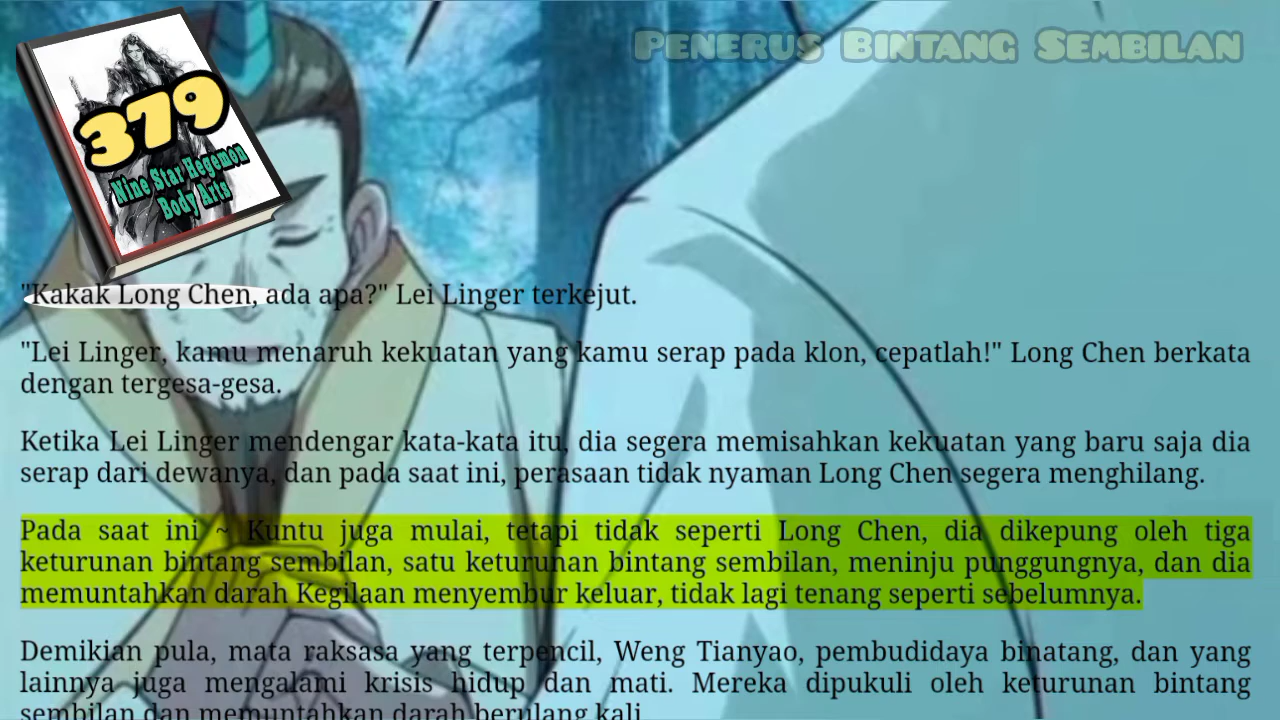 Penerus Bintang Sembilan
379
Nine Star Hegemon
Body Arts
"Kakak Long Chen, ada apa?" Lei Linger terkejut.
"Lei Linger, kamu menaruh kekuatan yang kamu serap pada klon, cepatlah!" Long Chen berkata
dengan tergesa-gesa.
Ketika Lei Linger mendengar kata-kata itu, dia segera memisahkan kekuatan yang baru saja dia
serap dari dewanya, dan pada saat ini, perasaan tidak nyaman Long Chen segera menghilang.
Pada saat ini ~ Kuntu juga mulai, tetapi tidak seperti Long Chen, dia dikepung oleh tiga
keturunan bintang sembilan, satu keturunan bintang sembilan, meninju punggungnya, dan dia
memuntahkan darah Kegilaan menyembur keluar, tidak lagi tenang seperti sebelumnya.
Demikian pula, mata raksasa yang terpencil, Weng Tianyao, pembudidaya binatang, dan yang
lainnya juga mengalami krisis hidup dan mati. Mereka dipukuli oleh keturunan bintang
sembilan dan memuntahkan darah berulang kali.